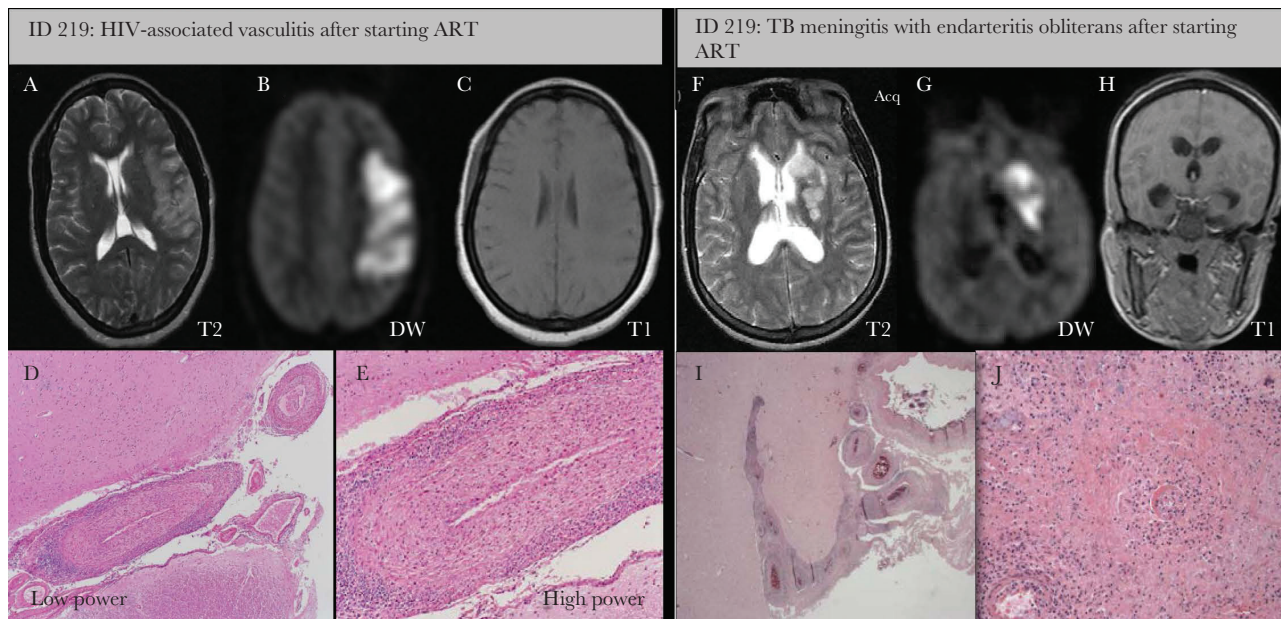 ID 219: HIV-associated vasculitis after starting ART
A
B
C
T2
DW
T1
D
E
Low power
High power
ID 219: TB meningitis with endarteritis obliterans after starting
ART
F
Acq
G
H
T2
DW
T1
I
J